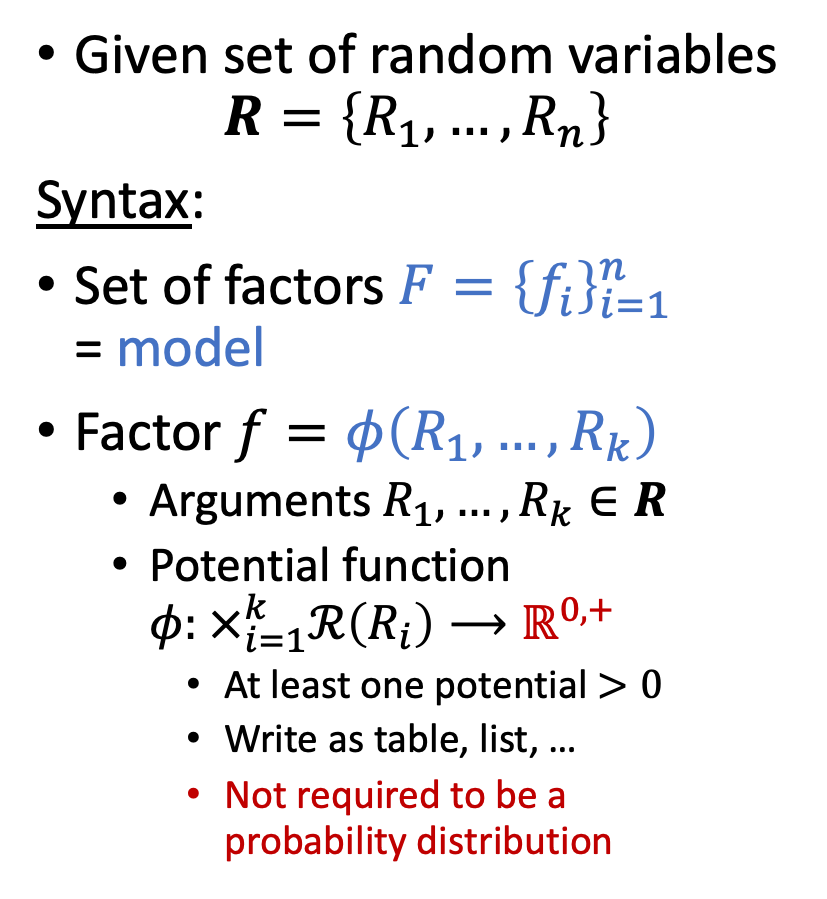 • Given set of random variables
𝑹 = {𝑅₁, … , 𝑅ₙ}
Syntax:
• Set of factors 𝐹 = {𝑓ᵢ}ⁿᵢ₌₁
= model
• Factor 𝑓 = 𝜙(𝑅₁, … , 𝑅ₖ)
• Arguments 𝑅₁, … , 𝑅ₖ ∈ 𝑹
• Potential function
𝜙: ×ᵏᵢ₌₁ℛ(𝑅ᵢ) ⟶ ℝ⁰,⁺
• At least one potential > 0
• Write as table, list, …
• Not required to be a
probability distribution